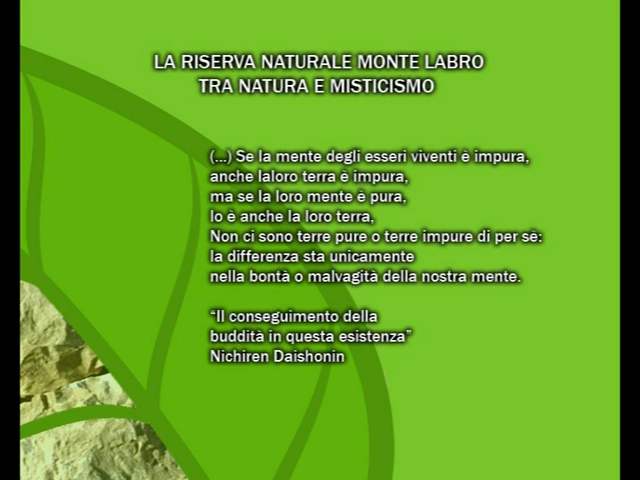 LA RISERVA NATURALE MONTE LABRO
TRA NATURA E MISTICISMO
(...) Se la mente degli esseri viventi è impura,
anche laloro terra è impura,
ma se la loro mente è pura,
lo è anche la loro terra,
Non ci sono terre pure o terre impure di per sè:
la differenza sta unicamente
nella bontà o malvagità della nostra mente.
“Il conseguimento della
buddità in questa esistenza”
Nichiren Daishonin